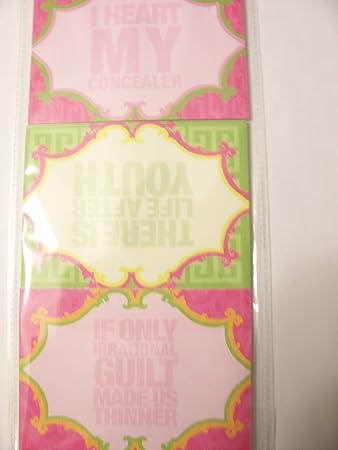 I HEART
MY
CONCEALER
THERE IS
LIFE AFTER
YOUTH
IF ONLY
IRRATIONAL
GUILT
MADE US
THINNER